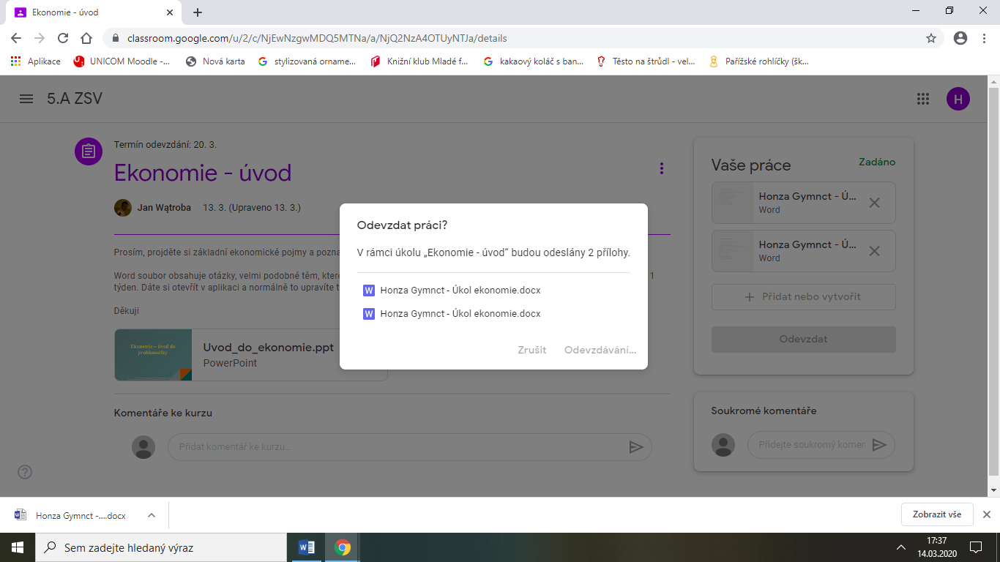 Ekonomie - úvod
classroom.google.com/u/2/c/NjEwNzgwMDQ5MTNa/a/NjQ2NzA4OTUyNTJa/details
Aplikace
UNICOM Moodle -...
Nová karta
stylizovaná orname...
Knižní klub Mladé f...
kakaový koláč s ban...
Těsto na štrúdl - vel...
Pařížské rohlíčky (šk...
5.A ZSV
H
Termín odevzdání: 20. 3.
Ekonomie - úvod
Jan Wątroba 13. 3. (Upraveno 13. 3.)
Prosím, projděte si základní ekonomické pojmy a pozna
Word soubor obsahuje otázky, velmi podobné těm, kter
1
týden. Dáte si otevřít v aplikaci a normálně to upravíte t
Děkuji
Ekonomie – úvod do
problematiky
Uvod_do_ekonomie.ppt
PowerPoint
Komentáře ke kurzu
Přidat komentář ke kurzu...
Odevzdat práci?
V rámci úkolu „Ekonomie - úvod“ budou odeslány 2 přílohy.
W Honza Gymnct - Úkol ekonomie.docx
W Honza Gymnct - Úkol ekonomie.docx
Zrušit Odevzdávání...
Vaše práce
Zadáno
Honza Gymnct - Ú...
Word
Honza Gymnct - Ú...
Word
Přidat nebo vytvořit
Odevzdat
Soukromé komentáře
Přidejte soukromý komen
Honza Gymnct -....docx
Zobrazit vše
Sem zadejte hledaný výraz
17:37
14.03.2020